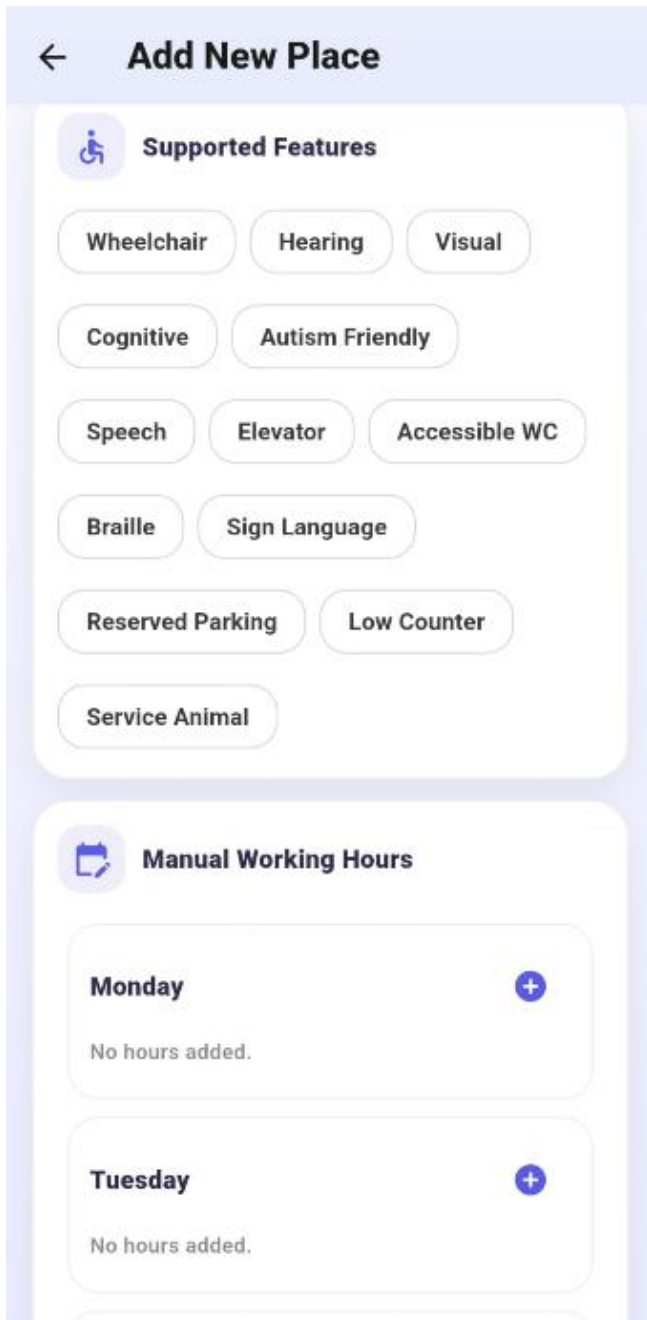 Add New Place
Supported Features
Wheelchair Hearing Visual
Cognitive Autism Friendly
Speech Elevator Accessible WC
Braille Sign Language
Reserved Parking Low Counter
Service Animal
Manual Working Hours
Monday
No hours added.
Tuesday
No hours added.